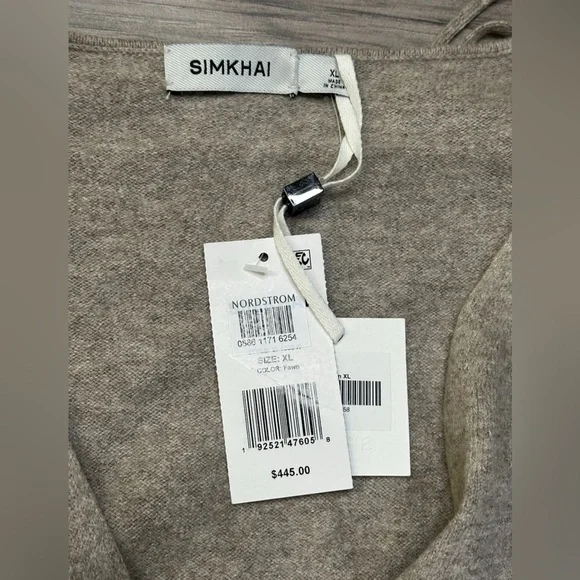 SIMKHAI
XL
MADE
IN CHINA
NORDSTROM
0586 1171 6254
SIZE: XL
COLOR: Fawn
1 92521 47605 8
$445.00
XL